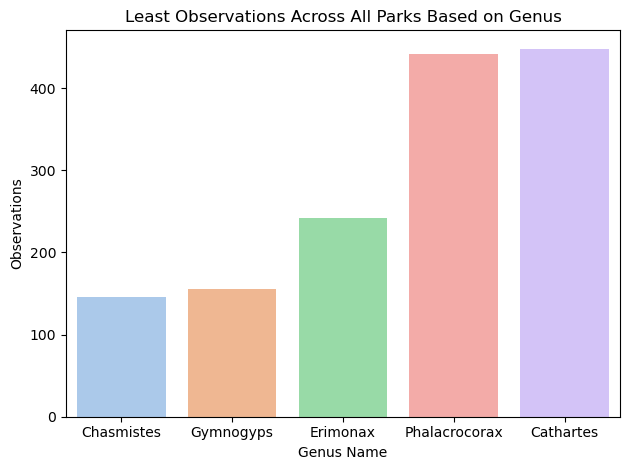 Least Observations Across All Parks Based on Genus
Observations
400
300
200
100
0
Chasmistes Gymnogyps Erimonax Phalacrocorax Cathartes
Genus Name